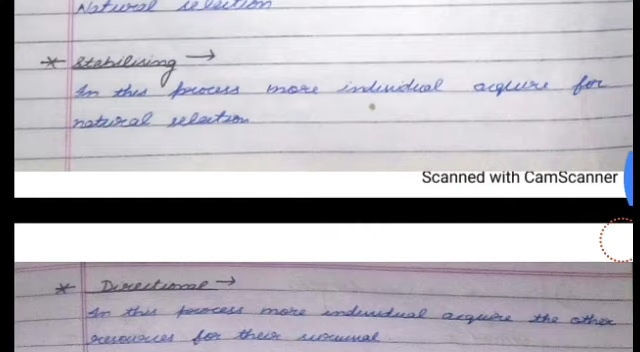 Natural selection
* Stabilising →
In this process more individual acquire for
natural selection
Scanned with CamScanner
* Directional →
In this process more individual acquire the other
resources for their survival